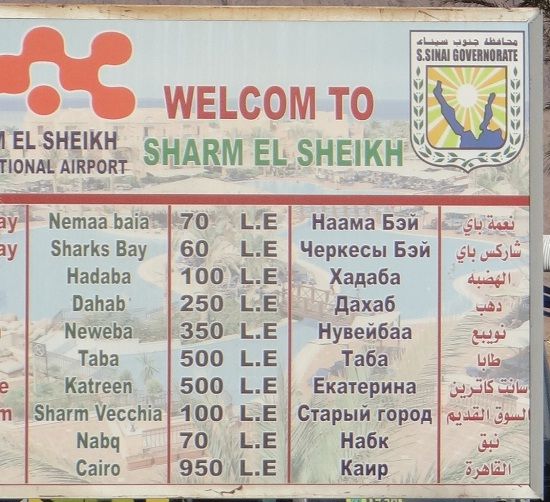 محافظة جنوب سيناء
S.SINAI GOVERNORATE
WELCOM TO
SHARM EL SHEIKH
M EL SHEIKH
TIONAL AIRPORT
ay Nemaa baia 70 L.E Наама Бэй نعمة باي
ay Sharks Bay 60 L.E Черкесы Бэй شاركس باي
Hadaba 100 L.E Хадаба الهضبه
Dahab 250 L.E Дахаб دهب
Neweba 350 L.E Нувейбаа نويبع
Taba 500 L.E Таба طابا
e Katreen 500 L.E Екатерина سانت كاترين
m Sharm Vecchia 100 L.E Старый город السوق القديم
Nabq 70 L.E Набк نبق
Cairo 950 L.E Каир القاهرة